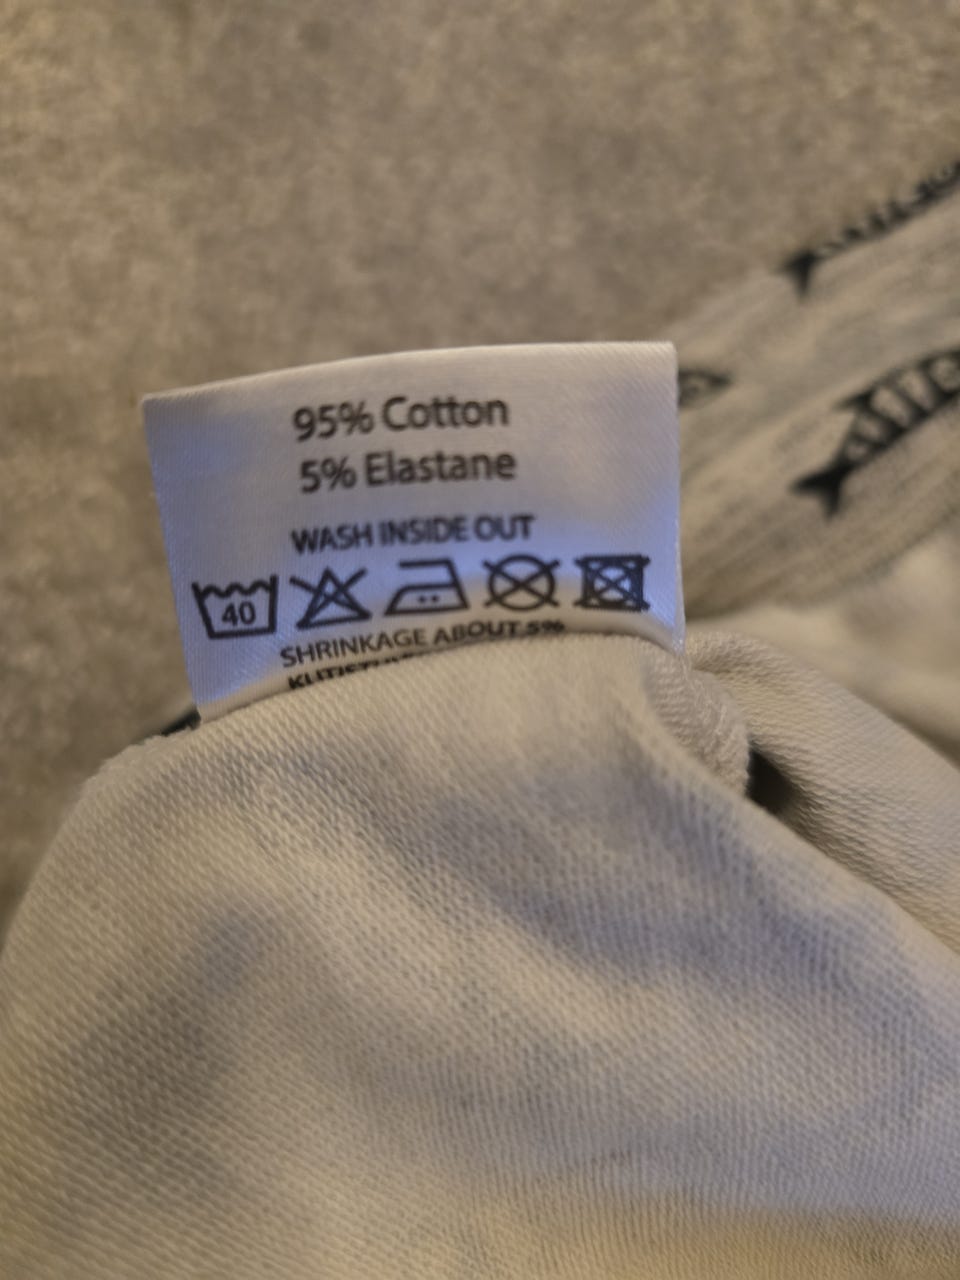 95% Cotton
5% Elastane
WASH INSIDE OUT
40
SHRINKAGE ABOUT 5%